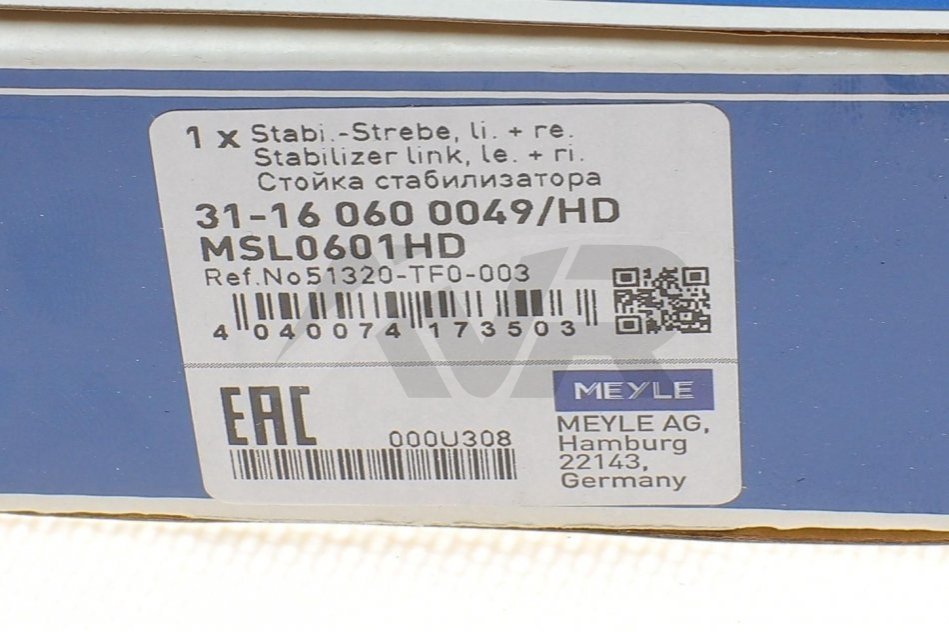 1 x Stabi.-Strebe, li. + re.
Stabilizer link, le. + ri.
Стойка стабилизатора
31-16 060 0049/HD
MSL0601HD
Ref.No51320-TF0-003
4 040074 173503
EAC
000U308
MEYLE
MEYLE AG,
Hamburg
22143,
Germany